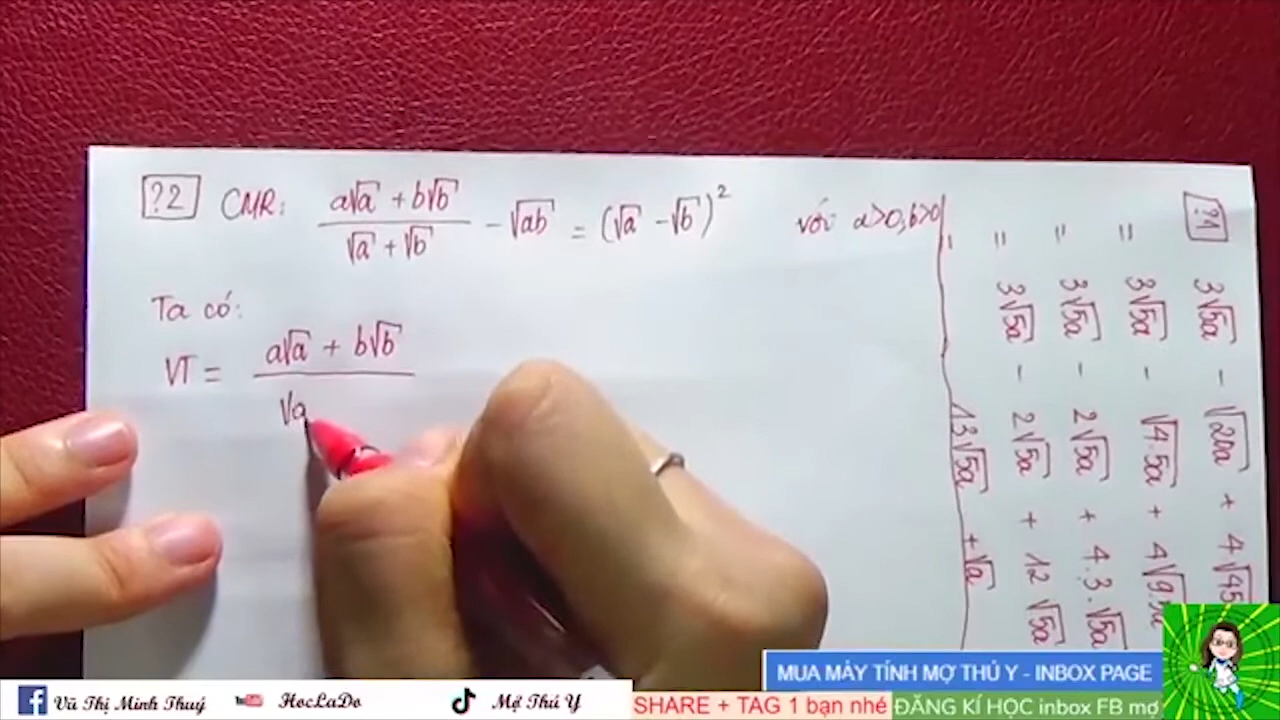 ?2 CMR: (a√a + b√b)/(√a + √b) - √ab = (√a - √b)² với a>0, b>0
Ta có:
VT = (a√a + b√b)/(√a
?1 3√5a - √20a + 4√45
= 3√5a - √4.5a + 4√9.5a
= 3√5a - 2√5a + 4.3.√5a
= 3√5a - 2√5a + 12√5a
= 13√5a + √a
MUA MÁY TÍNH MỢ THỦ Y - INBOX PAGE
Vũ Thị Minh Thuý HocLaDo Mợ Thú Y SHARE + TAG 1 bạn nhé ĐĂNG KÍ HỌC inbox FB mợ